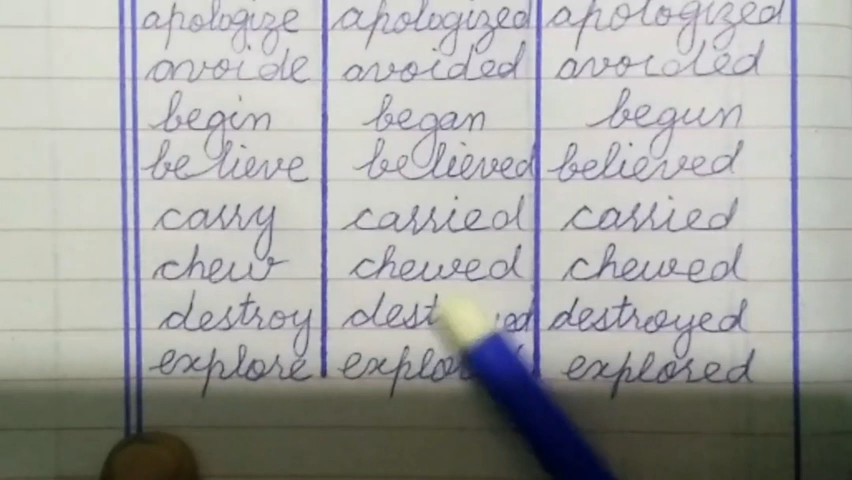 apologize apologized apologized
avoide avoided avoided
begin began begun
believe believed believed
carry carried carried
chew chewed chewed
destroy destroyed
explore explored